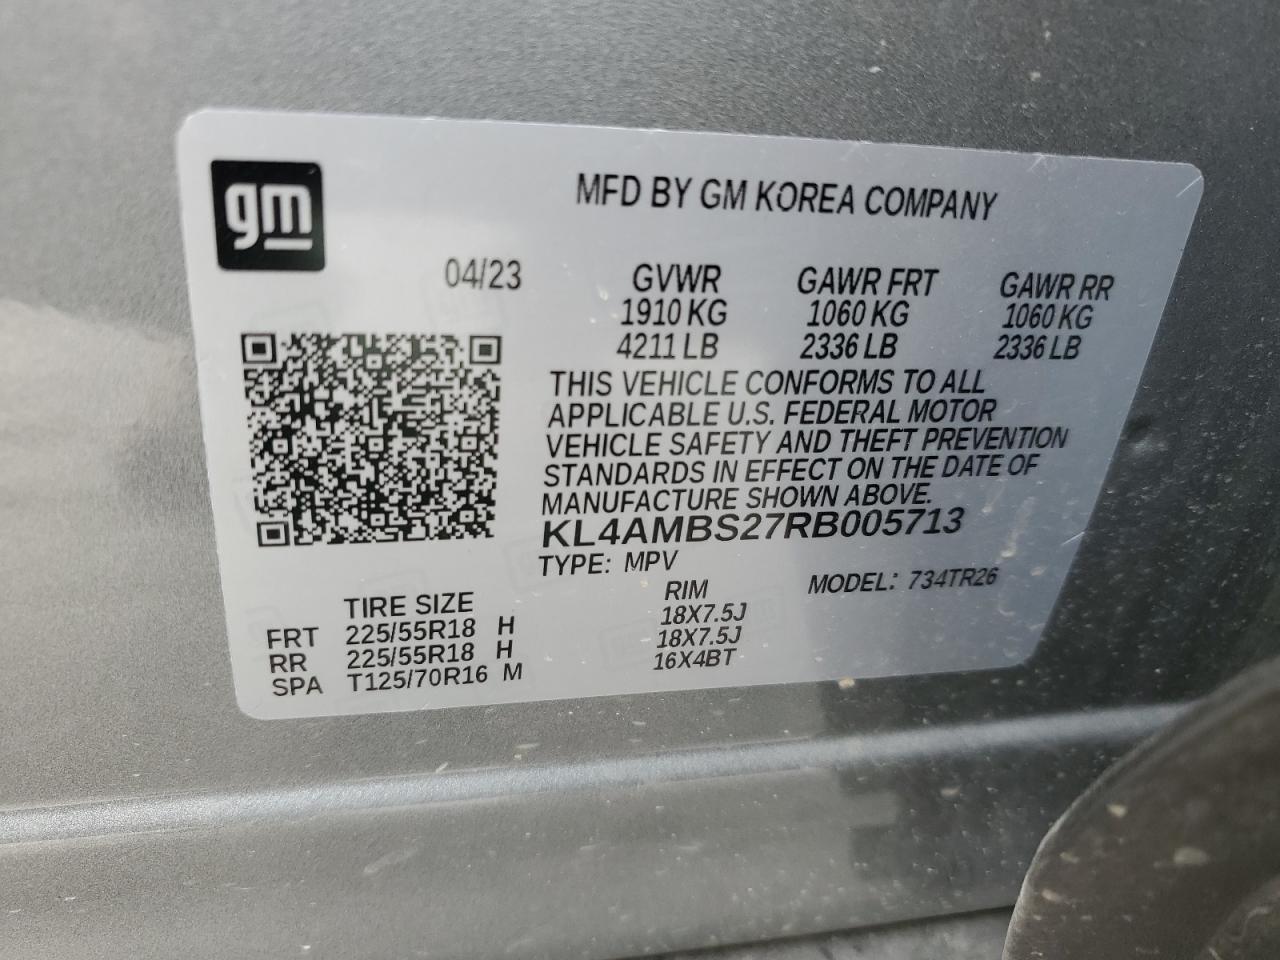 gm
MFD BY GM KOREA COMPANY
04/23 GVWR GAWR FRT GAWR RR
1910 KG 1060 KG 1060 KG
4211 LB 2336 LB 2336 LB
THIS VEHICLE CONFORMS TO ALL
APPLICABLE U.S. FEDERAL MOTOR
VEHICLE SAFETY AND THEFT PREVENTION
STANDARDS IN EFFECT ON THE DATE OF
MANUFACTURE SHOWN ABOVE.
KL4AMBS27RB005713
TYPE: MPV MODEL: 734TR26
TIRE SIZE RIM
FRT 225/55R18 H 18X7.5J
RR 225/55R18 H 18X7.5J
SPA T125/70R16 M 16X4BT